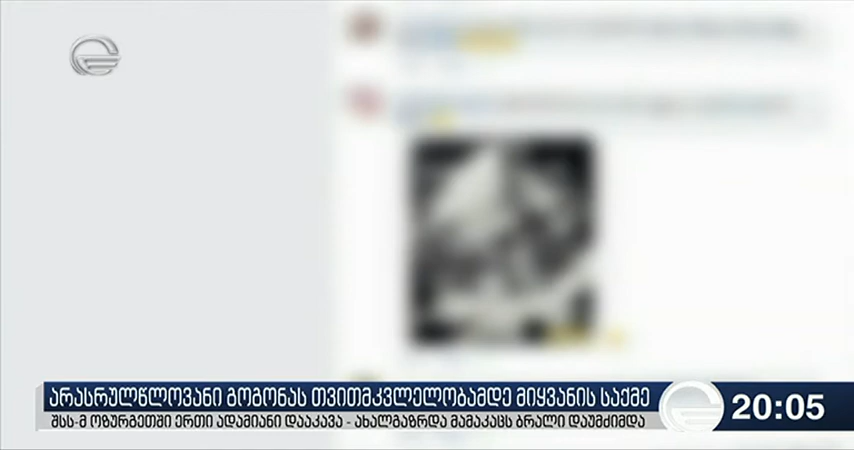 არასრულწლოვანი გოგონას თვითმკვლელობამდე მიყვანის საქმე
შსს-მ ოზურგეთში ერთი ადამიანი დააკავა - ახალგაზრდა მამაკაცს ბრალი დაუმძიმდა
20:05